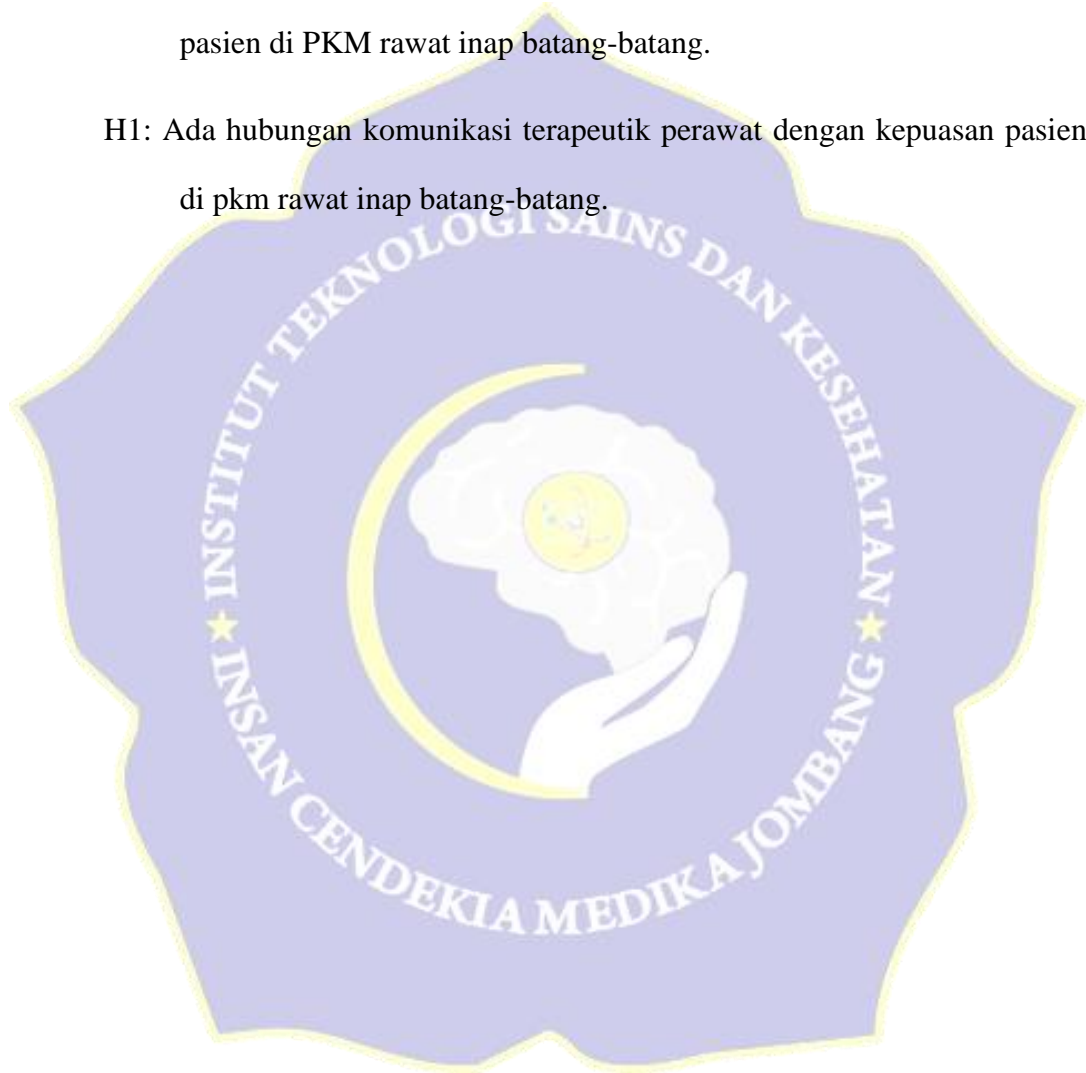 pasien di PKM rawat inap batang-batang.
H1: Ada hubungan komunikasi terapeutik perawat dengan kepuasan pasien
di pkm rawat inap batang-batang.
INSTITUT TEKNOLOGI SAINS DAN KESEHATAN
INSAN CENDEKIA MEDIKA JOMBANG